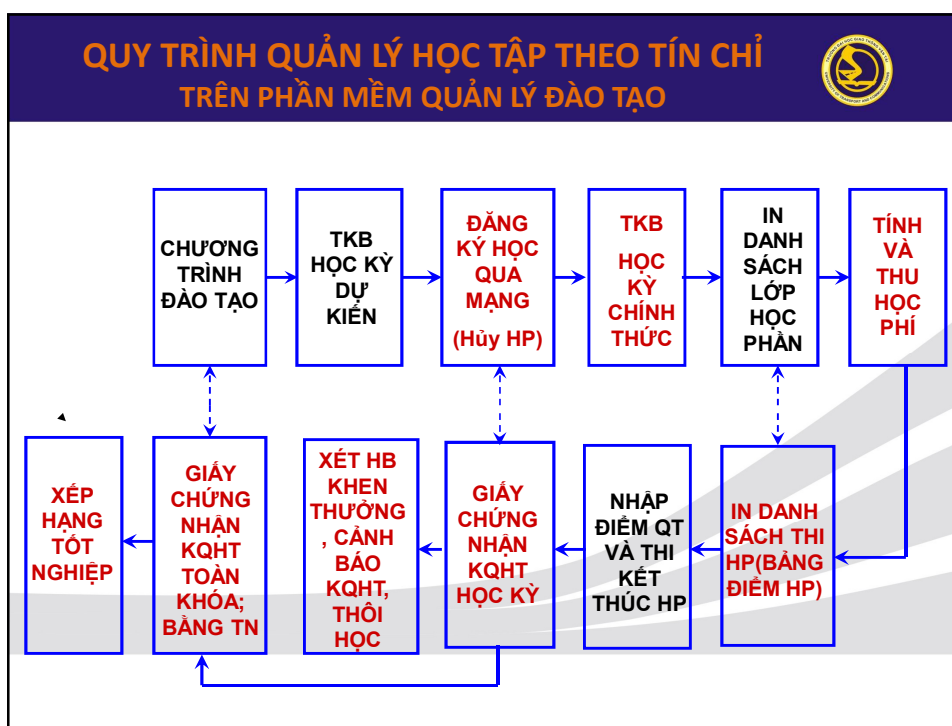 QUY TRÌNH QUẢN LÝ HỌC TẬP THEO TÍN CHỈ
TRÊN PHẦN MỀM QUẢN LÝ ĐÀO TẠO
CHƯƠNG
TRÌNH
ĐÀO TẠO
TKB
HỌC KỲ
DỰ
KIẾN
ĐĂNG
KÝ HỌC
QUA
MẠNG
(Hủy HP)
TKB
HỌC
KỲ
CHÍNH
THỨC
IN
DANH
SÁCH
LỚP
HỌC
PHẦN
TÍNH
VÀ
THU
HỌC
PHÍ
XẾP
HẠNG
TỐT
NGHIỆP
GIẤY
CHỨNG
NHẬN
KQHT
TOÀN
KHÓA;
BẰNG TN
XÉT HB
KHEN
THƯỞNG
, CẢNH
BÁO
KQHT,
THÔI
HỌC
GIẤY
CHỨNG
NHẬN
KQHT
HỌC KỲ
NHẬP
ĐIỂM QT
VÀ THI
KẾT
THÚC HP
IN DANH
SÁCH THI
HP(BẢNG
ĐIỂM HP)